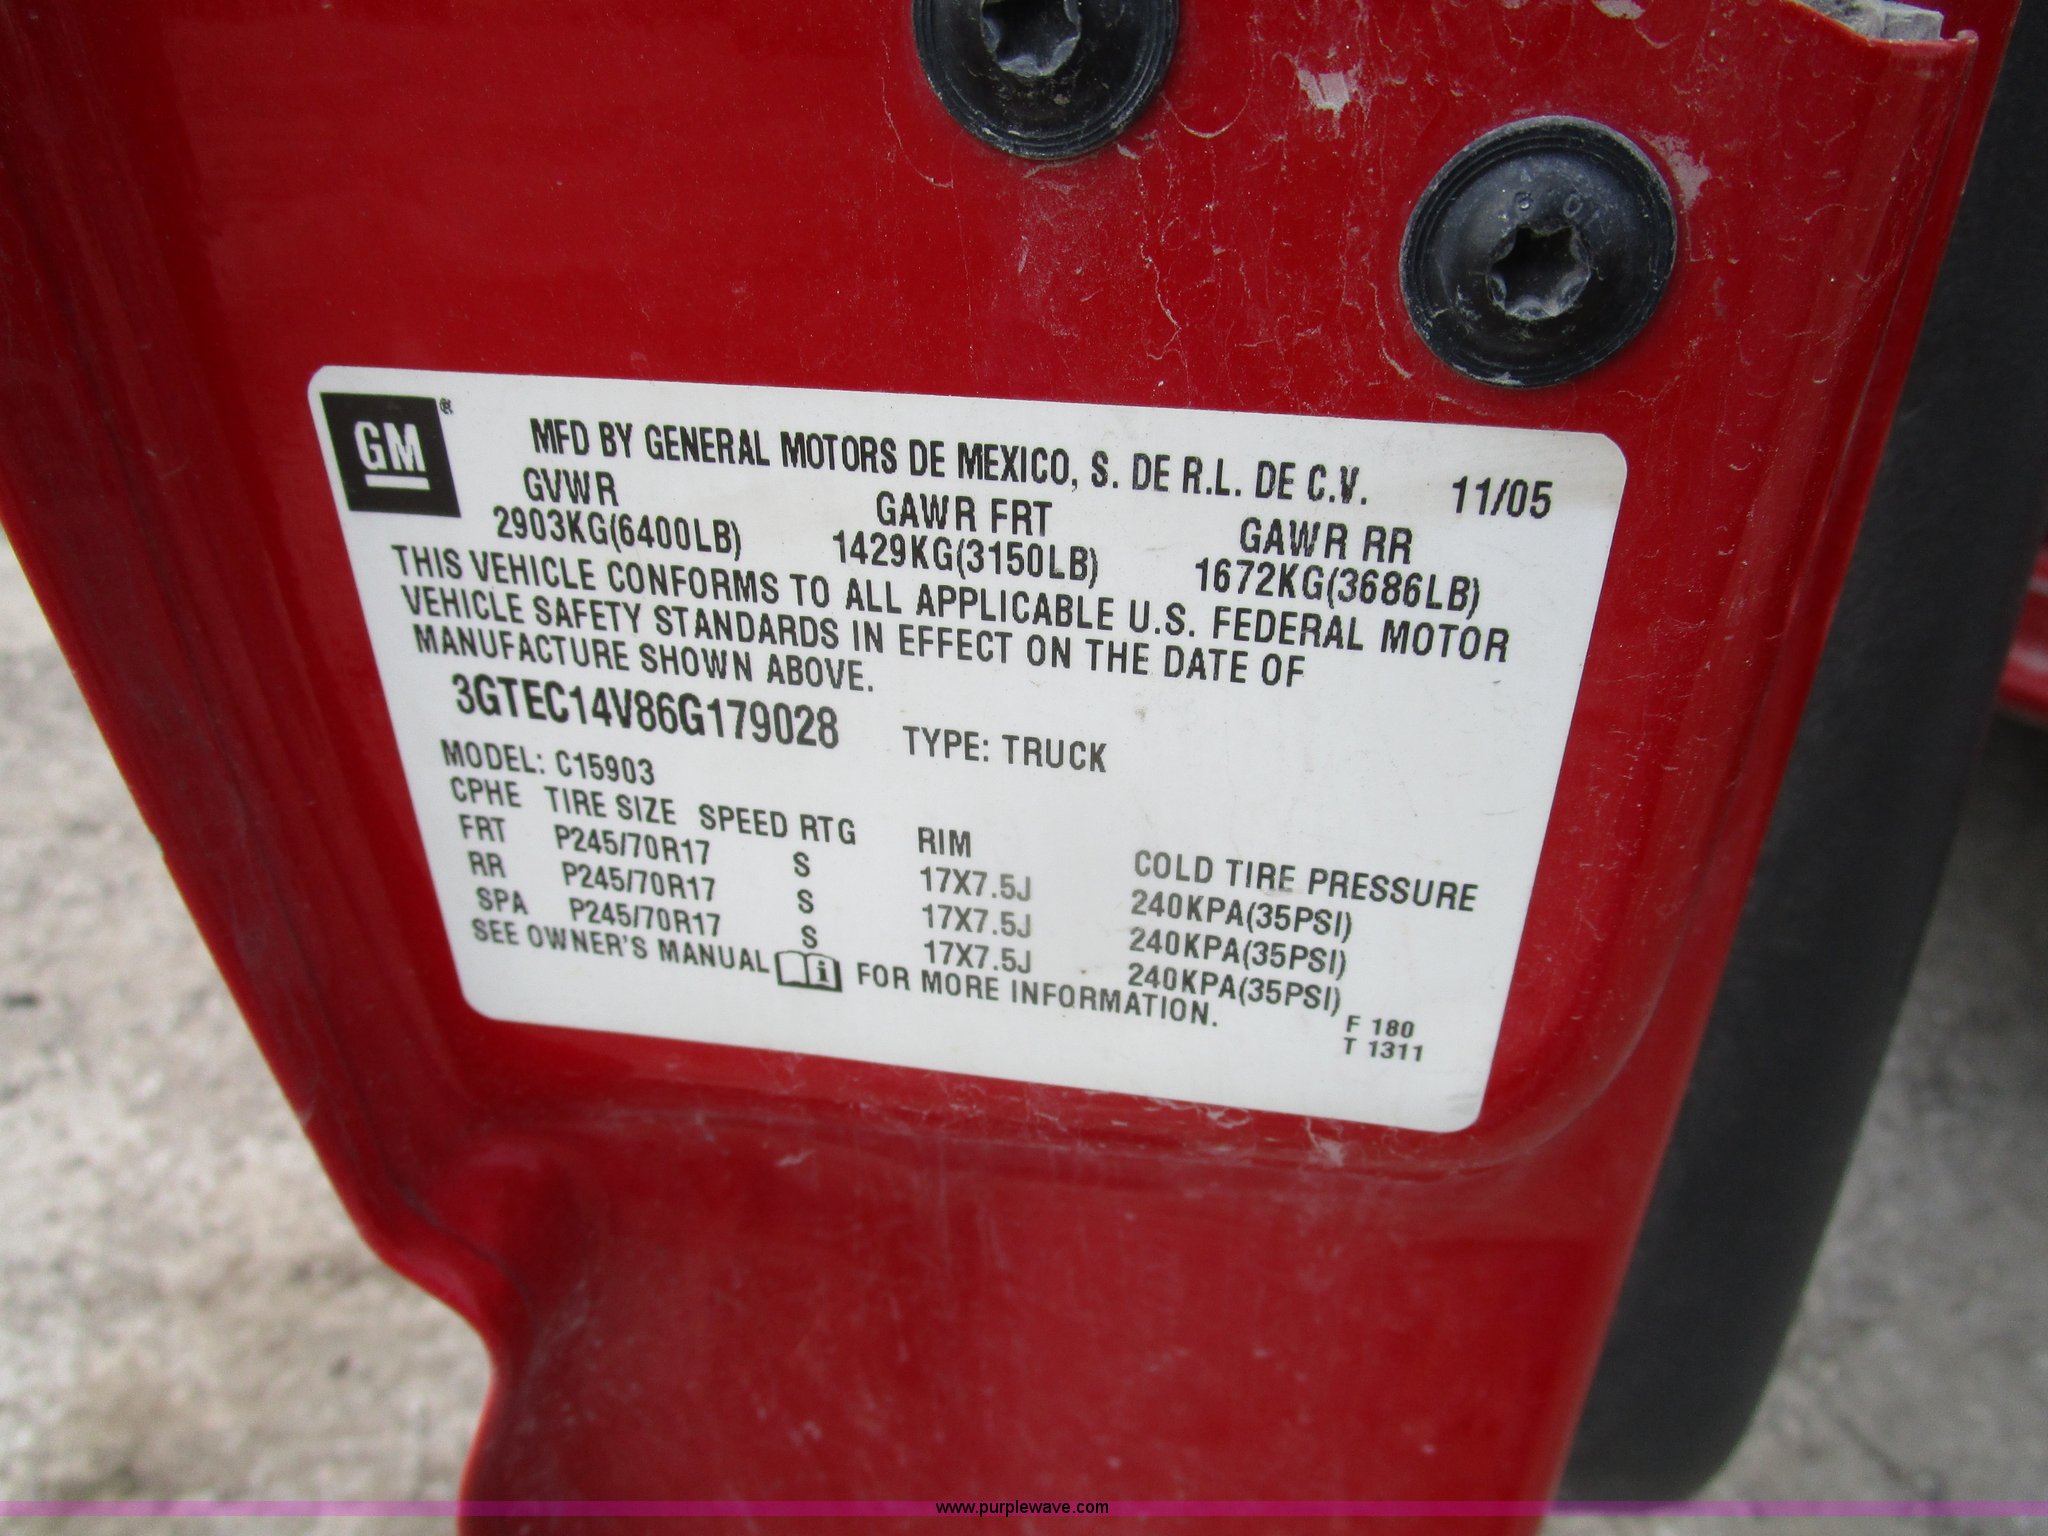 GM®
MFD BY GENERAL MOTORS DE MEXICO, S. DE R.L. DE C.V. 11/05
GVWR GAWR FRT GAWR RR
2903KG(6400LB) 1429KG(3150LB) 1672KG(3686LB)
THIS VEHICLE CONFORMS TO ALL APPLICABLE U.S. FEDERAL MOTOR
VEHICLE SAFETY STANDARDS IN EFFECT ON THE DATE OF
MANUFACTURE SHOWN ABOVE.
3GTEC14V86G179028 TYPE: TRUCK
MODEL: C15903
CPHE TIRE SIZE SPEED RTG RIM COLD TIRE PRESSURE
FRT P245/70R17 S 17X7.5J 240KPA(35PSI)
RR P245/70R17 S 17X7.5J 240KPA(35PSI)
SPA P245/70R17 S 17X7.5J 240KPA(35PSI)
SEE OWNER'S MANUAL FOR MORE INFORMATION.
F 180
T 1311
www.purplewave.com